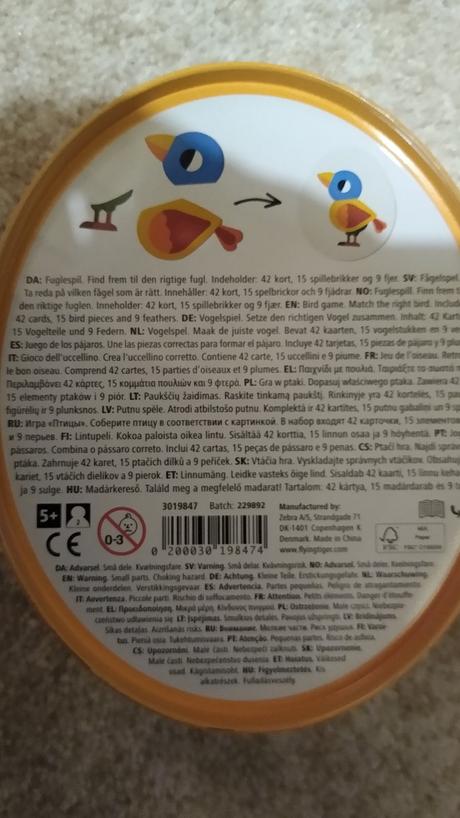 DA: Fuglespil. Find frem til den rigtige fugl. Indeholder: 42 kort, 15 spillebrikker og 9 fjer. SV: Fågelspel.
Ta reda på vilken fågel som är rätt. Innehåller: 42 kort, 15 spelbrickor och 9 fjädrar. NO: Fuglespill. Finn frem
den riktige fuglen. Inneholder: 42 kort, 15 spillebrikker og 9 fjær. EN: Bird game. Match the right bird.
42 cards, 15 bird pieces and 9 feathers. DE: Vogelspiel. Setze den richtigen Vogel zusammen. Inhalt: 42
15 Vogelteile und 9 Federn. NL: Vogelspel. Maak de juiste vogel. Bevat 42 kaarten, 15 vogelstukken en 9
ES: Juego de los pájaros. Une las piezas correctas para formar el pájaro. Incluye 42 tarjetas, 15 piezas de pájaro y 9
IT: Gioco dell'uccellino. Crea l'uccellino corretto. Contiene 42 carte, 15 uccellini e 9 piume. FR: Jeu de l'oiseau.
le bon oiseau. Comprend 42 cartes, 15 parties d'oiseaux et 9 plumes. EL: Παιχνίδι με πουλιά. Ταιριάξτε το σωστό
Περιλαμβάνει 42 κάρτες, 15 κομμάτια πουλιών και 9 φτερά. PL: Gra w ptaki. Dopasuj właściwego ptaka. Zawiera 42
15 elementy ptaków i 9 piór. LT: Paukščių žaidimas. Raskite tinkamą paukštį. Rinkinyje yra 42 kortelės, 15
figūrėlių ir 9 plunksnos. LV: Putnu spēle. Atrodi atbilstošo putnu. Komplektā ir 42 kartītes, 15 putnu gabaliņi un 9
RU: Игра «Птицы». Соберите птицу в соответствии с картинкой. В набор входят 42 карточки, 15 элементов
и 9 перьев. FI: Lintupeli. Kokoa paloista oikea lintu. Sisältää 42 korttia, 15 linnun osaa ja 9 höyhentä. PT:
pássaros. Combina o pássaro correto. Inclui 42 cartas, 15 peças de pássaro e 9 penas. CS: Ptačí hra. Najdi
ptáka. Zahrnuje 42 karet, 15 ptačích dílků a 9 peříček. SK: Vtáčia hra. Vyskladajte správnych vtáčikov.
kariet, 15 vtáčích dielikov a 9 pierok. ET: Linnumäng. Leidke vasteks õige lind. Sisaldab 42 kaarti, 15 linnu
ja 9 sulge. HU: Madárkereső. Találd meg a megfelelő madarat! Tartalom: 42 kártya, 15 madárdarab és 9
5+
2
0-3
CE
3019847 Batch: 229892
0 200030 198474
Manufactured by:
Zebra A/S, Strandgade 71
DK-1401 Copenhagen K
Denmark. Made in China
www.flyingtiger.com
FSC
MIX
DA: Advarsel. Små dele. Kvælningsfare. SV: Varning. Små delar. Kvävningsrisk. NO: Advarsel. Små deler. Kvelningsfare.
EN: Warning. Small parts. Choking hazard. DE: Achtung. Kleine Teile. Erstickungsgefahr. NL: Waarschuwing.
Kleine onderdelen. Verstikkingsgevaar. ES: Advertencia. Partes pequeñas. Peligro de atragantamiento.
IT: Avvertenza. Piccole parti. Rischio di soffocamento. FR: Attention. Petits éléments. Danger d'étouffe-
ment. EL: Προειδοποίηση. Μικρά μέρη. Κίνδυνος πνιγμού. PL: Ostrzeżenie. Małe części. Niebezpie-
czeństwo udławienia się. LT: Įspėjimas. Smulkios detalės. Pavojus užspringti. LV: Brīdinājums.
Sīkas detaļas. Aizrīšanās risks. RU: Внимание. Мелкие части. Риск удушья. FI: Varoi-
tus. Pieniä osia. Tukehtumisvaara. PT: Atenção. Pequenas partes. Risco de asfixia.
CS: Upozornění. Malé části. Nebezpečí zalknutí. SK: Upozornenie.
Malé časti. Nebezpečenstvo dusenia. ET: Hoiatus. Väikesed
osad. Kägistamisoht. HU: Figyelmeztetés. Kis
alkatrészek. Fulladásveszély.